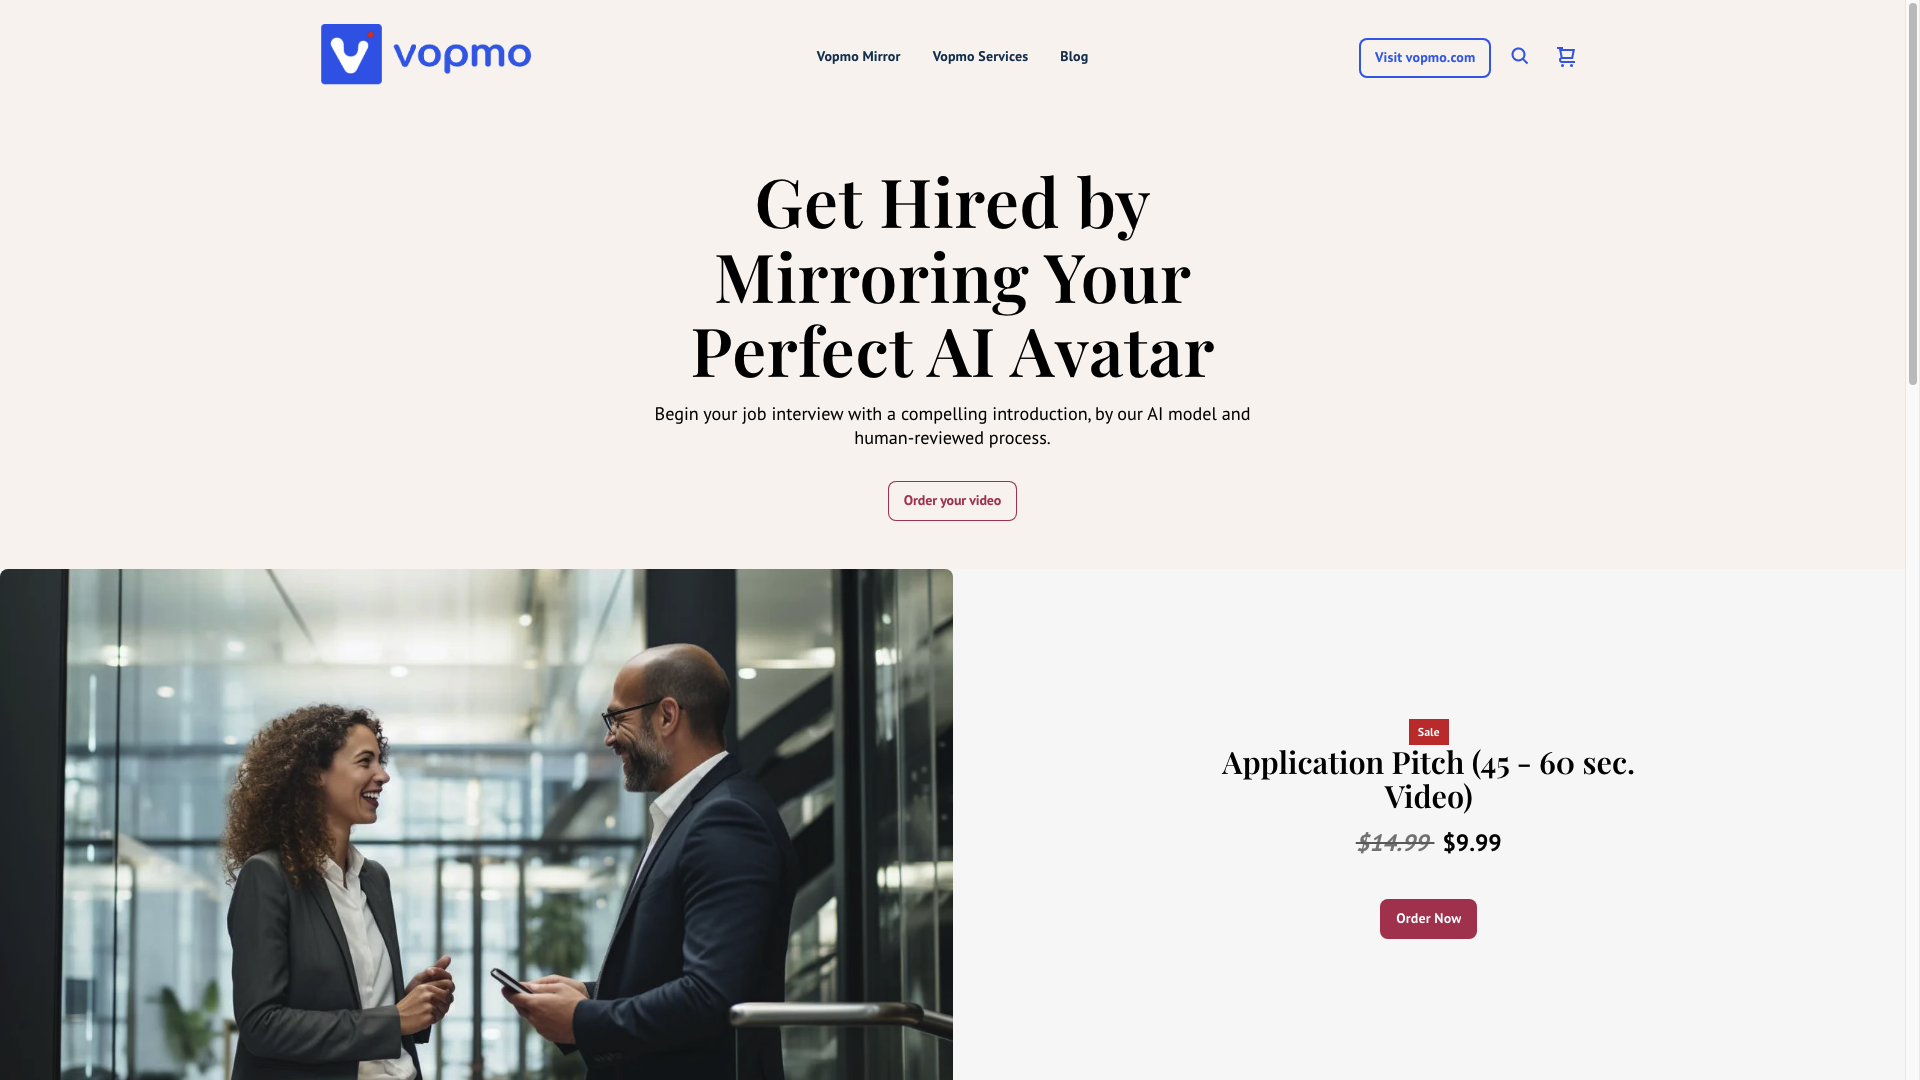 vopmo
Vopmo Mirror
Vopmo Services
Blog
Visit vopmo.com
Get Hired by
Mirroring Your
Perfect AI Avatar
Begin your job interview with a compelling introduction, by our AI model and
human-reviewed process.
Order your video
Sale
Application Pitch (45 - 60 sec.
Video)
$14.99 $9.99
Order Now